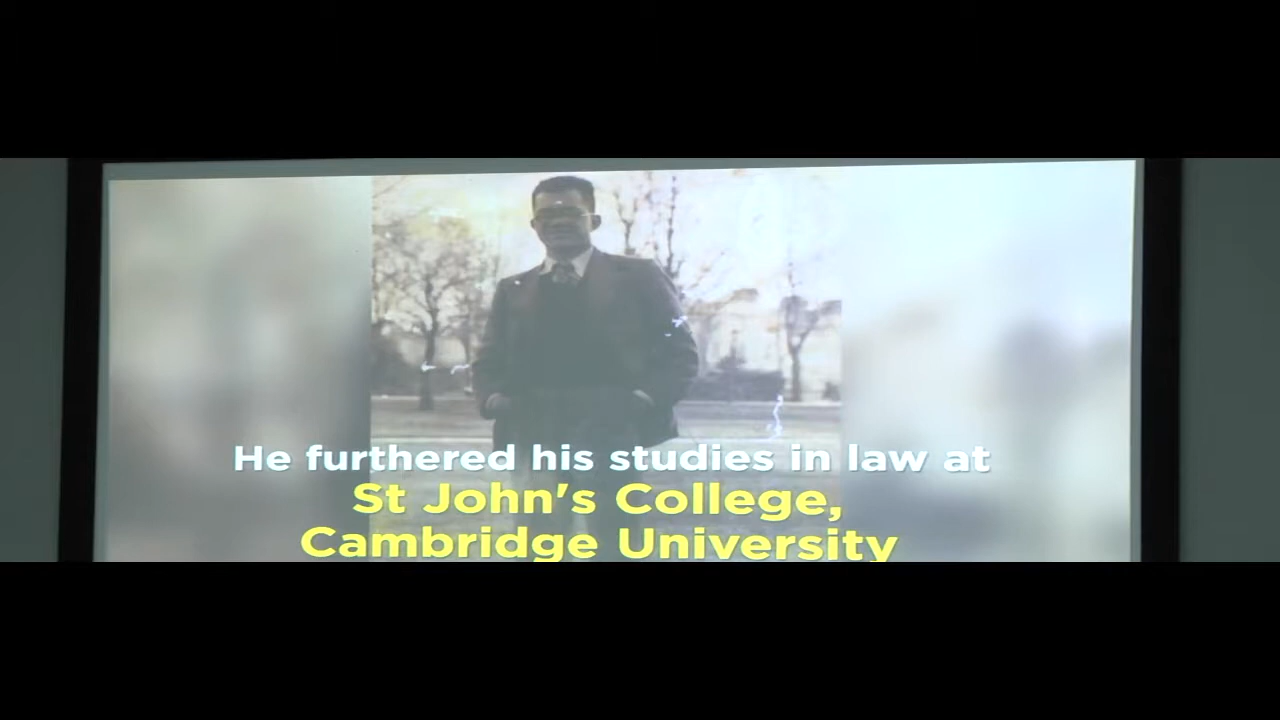 He furthered his studies in law at
St John's College,
Cambridge University